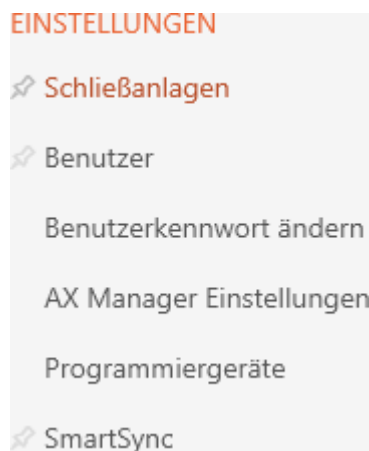 EINSTELLUNGEN
Schließanlagen
Benutzer
Benutzerkennwort ändern
AX Manager Einstellungen
Programmiergeräte
SmartSync